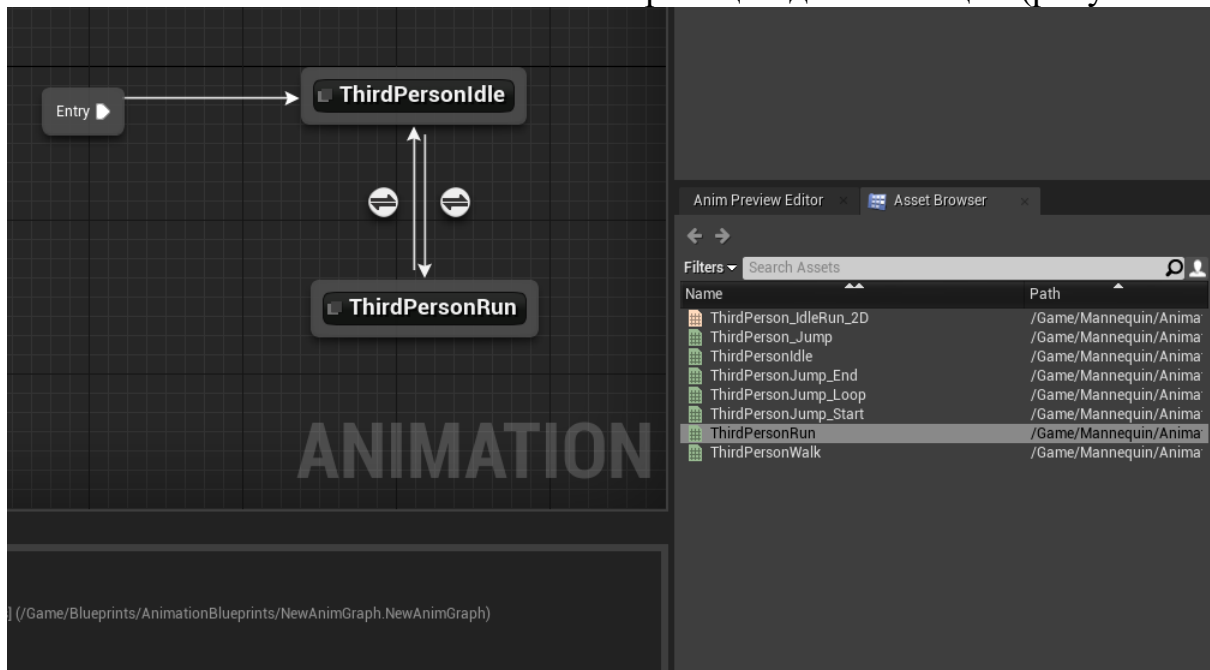 ThirdPersonIdle
Entry
ThirdPersonRun
ANIMATION
] (/Game/Blueprints/AnimationBlueprints/NewAnimGraph.NewAnimGraph)
Anim Preview Editor
Asset Browser
Filters Search Assets
Name Path
ThirdPerson_IdleRun_2D /Game/Mannequin/Anima
ThirdPerson_Jump /Game/Mannequin/Anima
ThirdPersonIdle /Game/Mannequin/Anima
ThirdPersonJump_End /Game/Mannequin/Anima
ThirdPersonJump_Loop /Game/Mannequin/Anima
ThirdPersonJump_Start /Game/Mannequin/Anima
ThirdPersonRun /Game/Mannequin/Anima
ThirdPersonWalk /Game/Mannequin/Anima